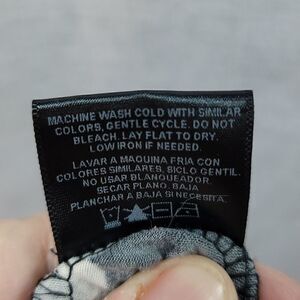 MACHINE WASH COLD WITH SIMILAR
COLORS, GENTLE CYCLE. DO NOT
BLEACH. LAY FLAT TO DRY.
LOW IRON IF NEEDED.
LAVAR A MAQUINA FRIA CON
COLORES SIMILARES, SICLO GENTIL.
NO USAR BLANQUEADOR.
SECAR PLANO, BAJA
PLANCHAR A BAJA SI NECESITA.